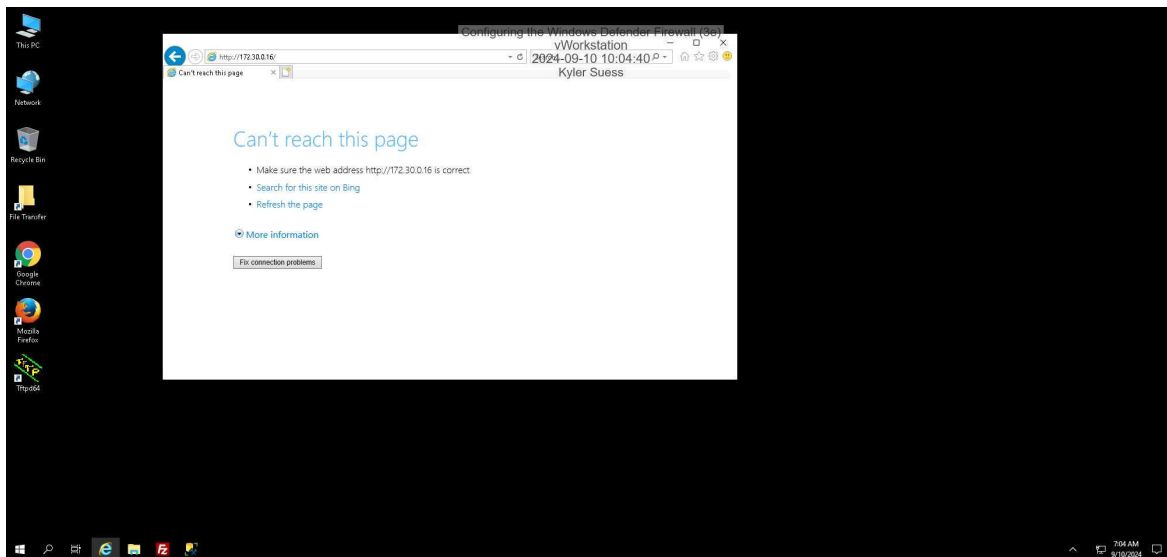 This PC
Network
Recycle Bin
File Transfer
Google
Chrome
Mozilla
Firefox
Tftpd64
Configuring the Windows Defender Firewall (3e)
vWorkstation
2024-09-10 10:04:40
Kyler Suess
http://172.30.0.16/
Can't reach this page
Can't reach this page
• Make sure the web address http://172.30.0.16 is correct
• Search for this site on Bing
• Refresh the page
More information
Fix connection problems
7:04 AM
9/10/2024